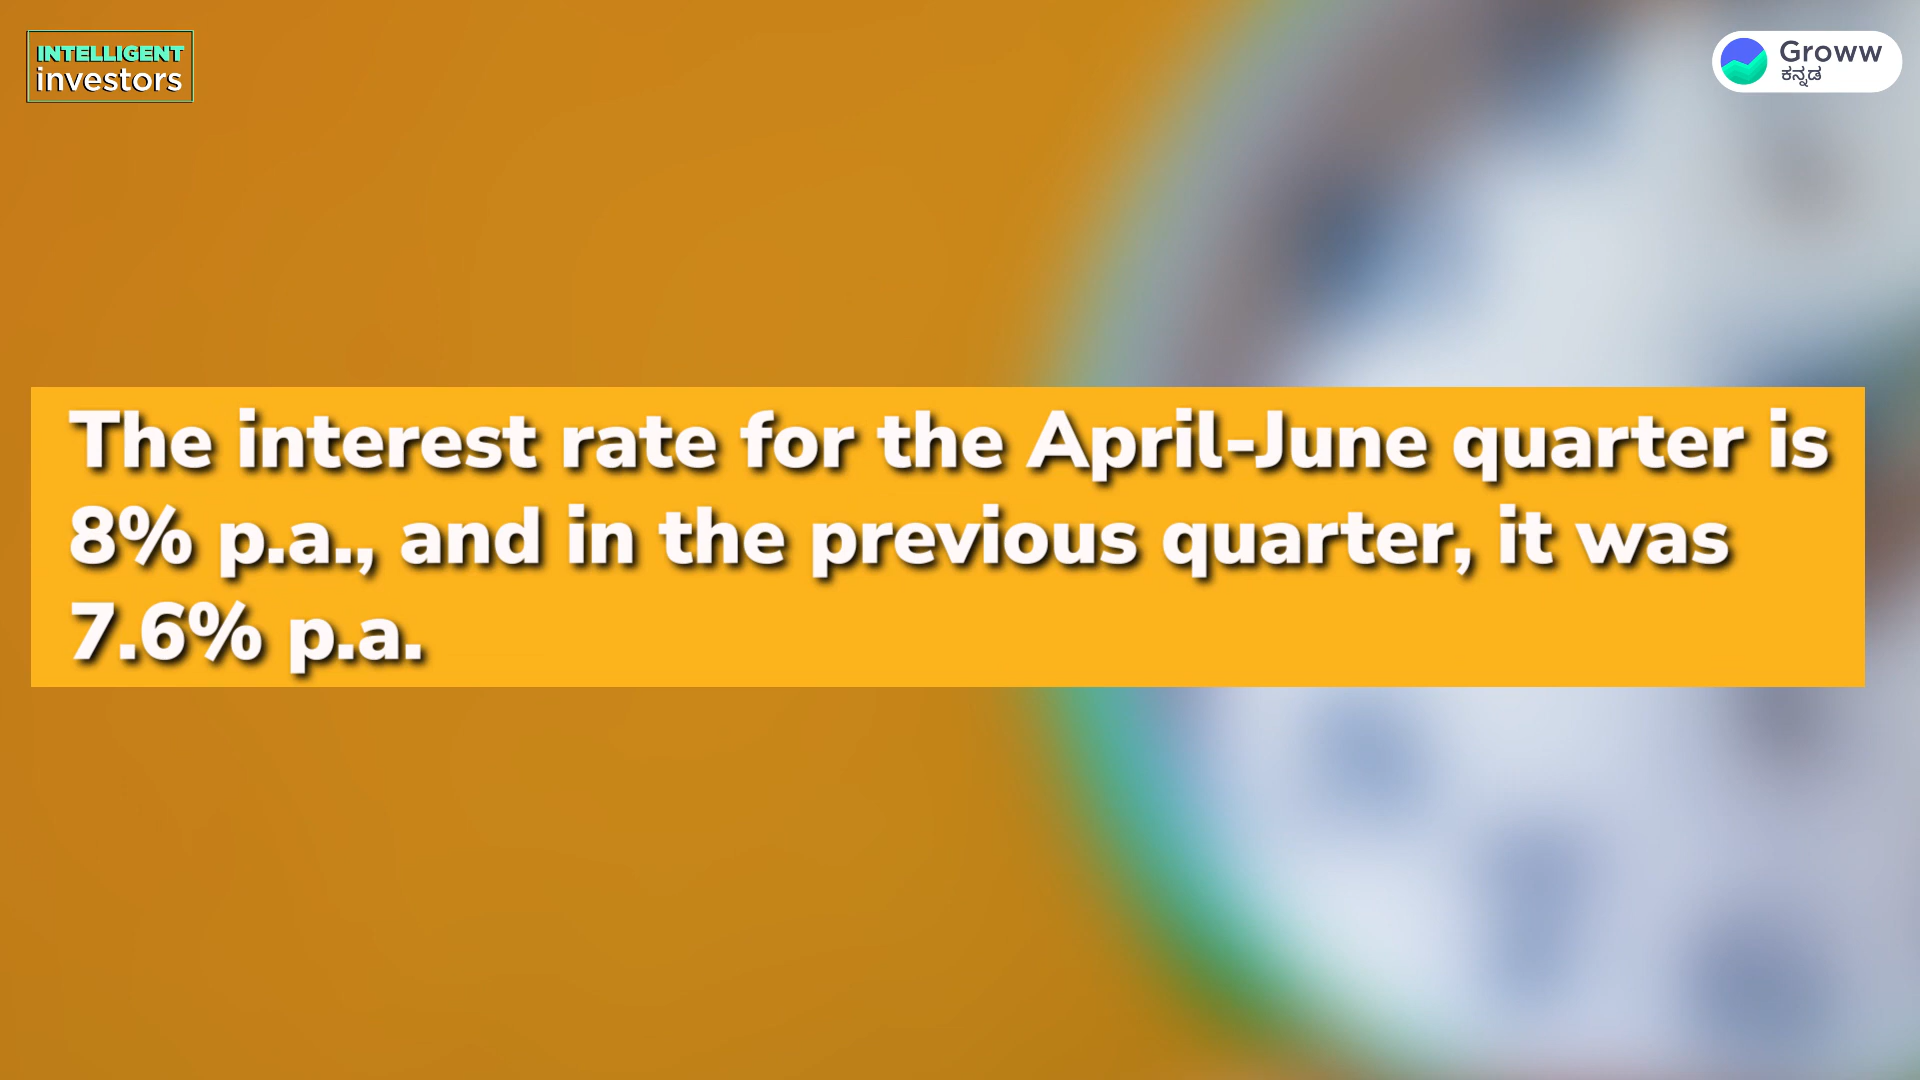 INTELLIGENT
investors
Groww
ಕನ್ನಡ
The interest rate for the April-June quarter is
8% p.a., and in the previous quarter, it was
7.6% p.a.